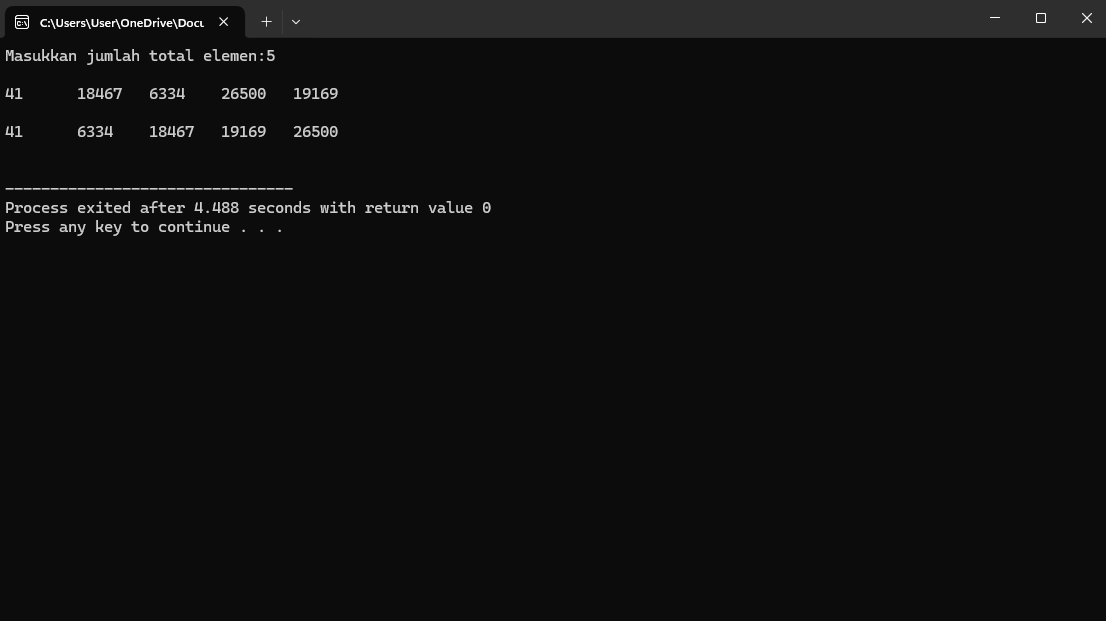 C:\Users\User\OneDrive\Docu
Masukkan jumlah total elemen:5
41 18467 6334 26500 19169
41 6334 18467 19169 26500
--------------------------------
Process exited after 4.488 seconds with return value 0
Press any key to continue . . .